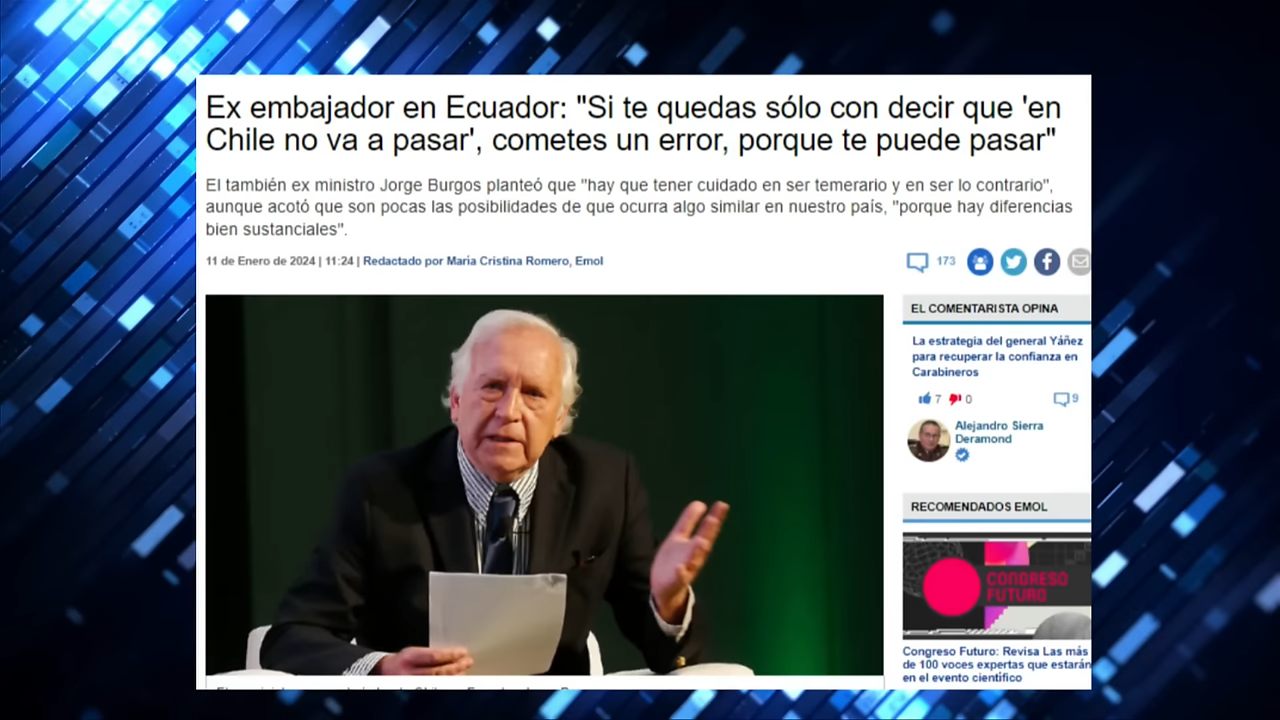 Ex embajador en Ecuador: "Si te quedas sólo con decir que 'en
Chile no va a pasar', cometes un error, porque te puede pasar"
El también ex ministro Jorge Burgos planteó que "hay que tener cuidado en ser temerario y en ser lo contrario",
aunque acotó que son pocas las posibilidades de que ocurra algo similar en nuestro país, "porque hay diferencias
bien sustanciales".
11 de Enero de 2024 | 11:24 | Redactado por María Cristina Romero, Emol
173
EL COMENTARISTA OPINA
La estrategia del general Yáñez
para recuperar la confianza en
Carabineros
7 0 9
Alejandro Sierra
Deramond
RECOMENDADOS EMOL
CONGRESO
FUTURO
Congreso Futuro: Revisa Las más
de 100 voces expertas que estarán
en el evento científico